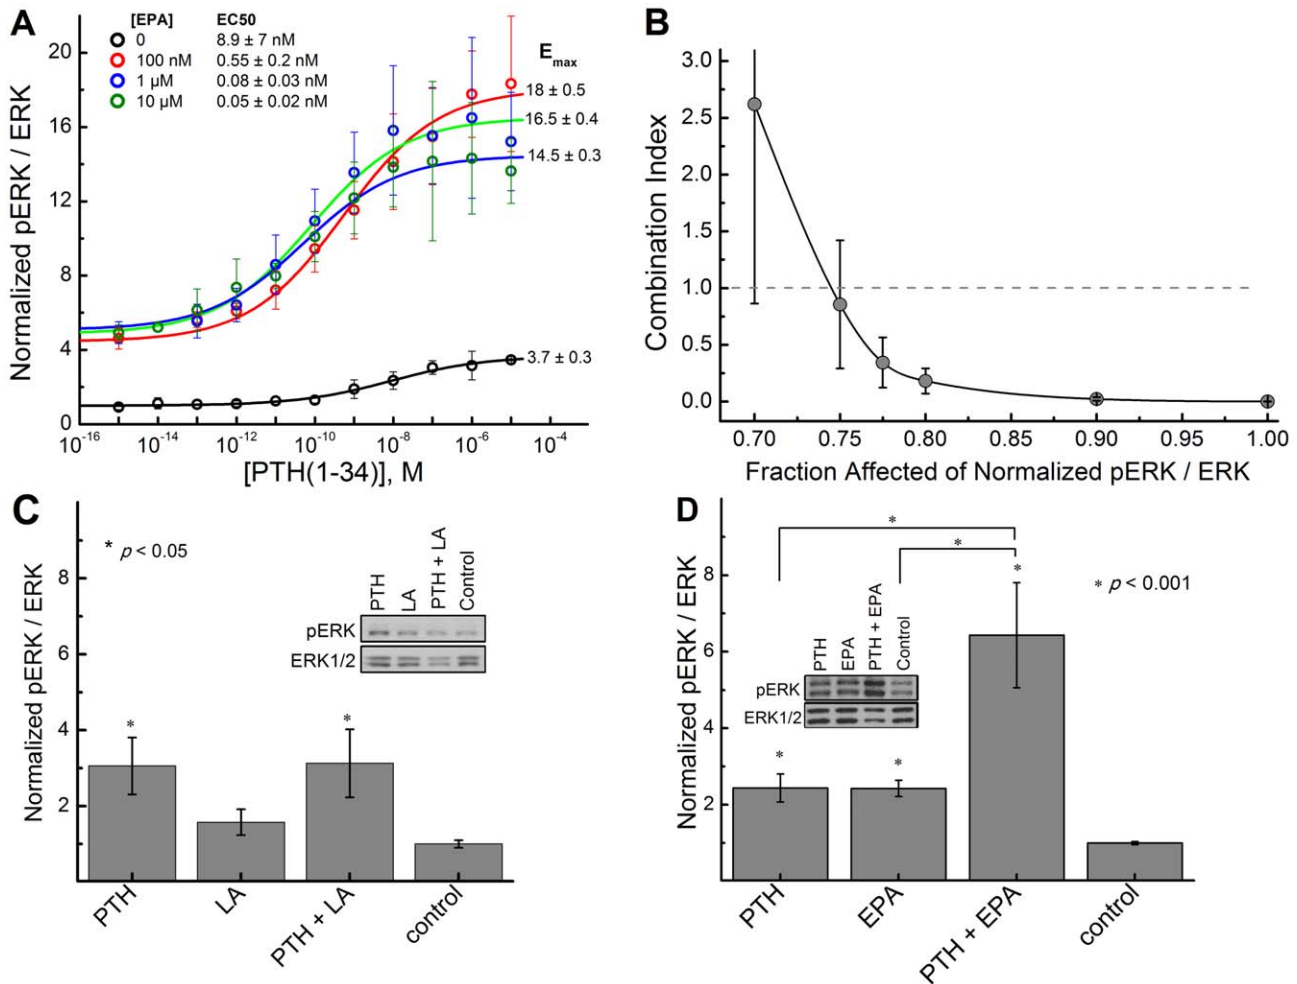 A
[EPA] EC50
0 8.9 ± 7 nM
100 nM 0.55 ± 0.2 nM
1 µM 0.08 ± 0.03 nM
10 µM 0.05 ± 0.02 nM
Emax
18 ± 0.5
16.5 ± 0.4
14.5 ± 0.3
3.7 ± 0.3
Normalized pERK / ERK
20
16
12
8
4
0
10-16 10-14 10-12 10-10 10-8 10-6 10-4
[PTH(1-34)], M
B
Combination Index
3.0
2.5
2.0
1.5
1.0
0.5
0.0
0.70 0.75 0.80 0.85 0.90 0.95 1.00
Fraction Affected of Normalized pERK / ERK
C
* p < 0.05
Normalized pERK / ERK
8
6
4
2
PTH LA PTH + LA Control
pERK
ERK1/2
*
*
PTH LA PTH + LA control
D
* p < 0.001
Normalized pERK / ERK
8
6
4
2
*
*
*
PTH EPA PTH + EPA Control
pERK
ERK1/2
*
*
PTH EPA PTH + EPA control